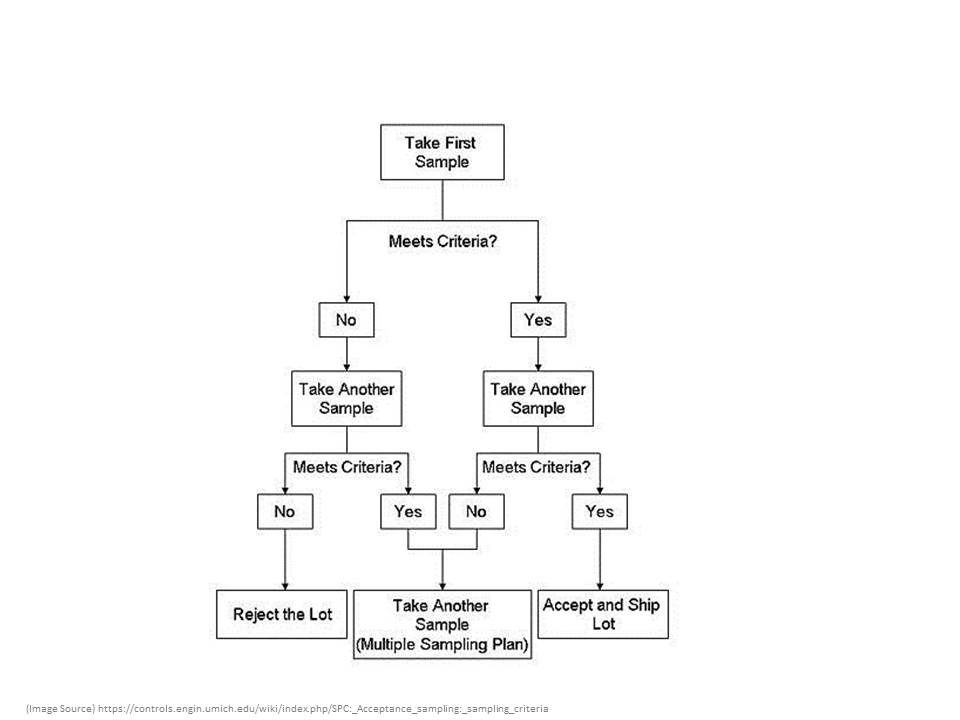 Take First
Sample
Meets Criteria?
No
Yes
Take Another
Sample
Take Another
Sample
Meets Criteria?
Meets Criteria?
No
Yes
No
Yes
Reject the Lot
Take Another
Sample
(Multiple Sampling Plan)
Accept and Ship
Lot
(Image Source) https://controls.engin.umich.edu/wiki/index.php/SPC:_Acceptance_sampling:_sampling_criteria